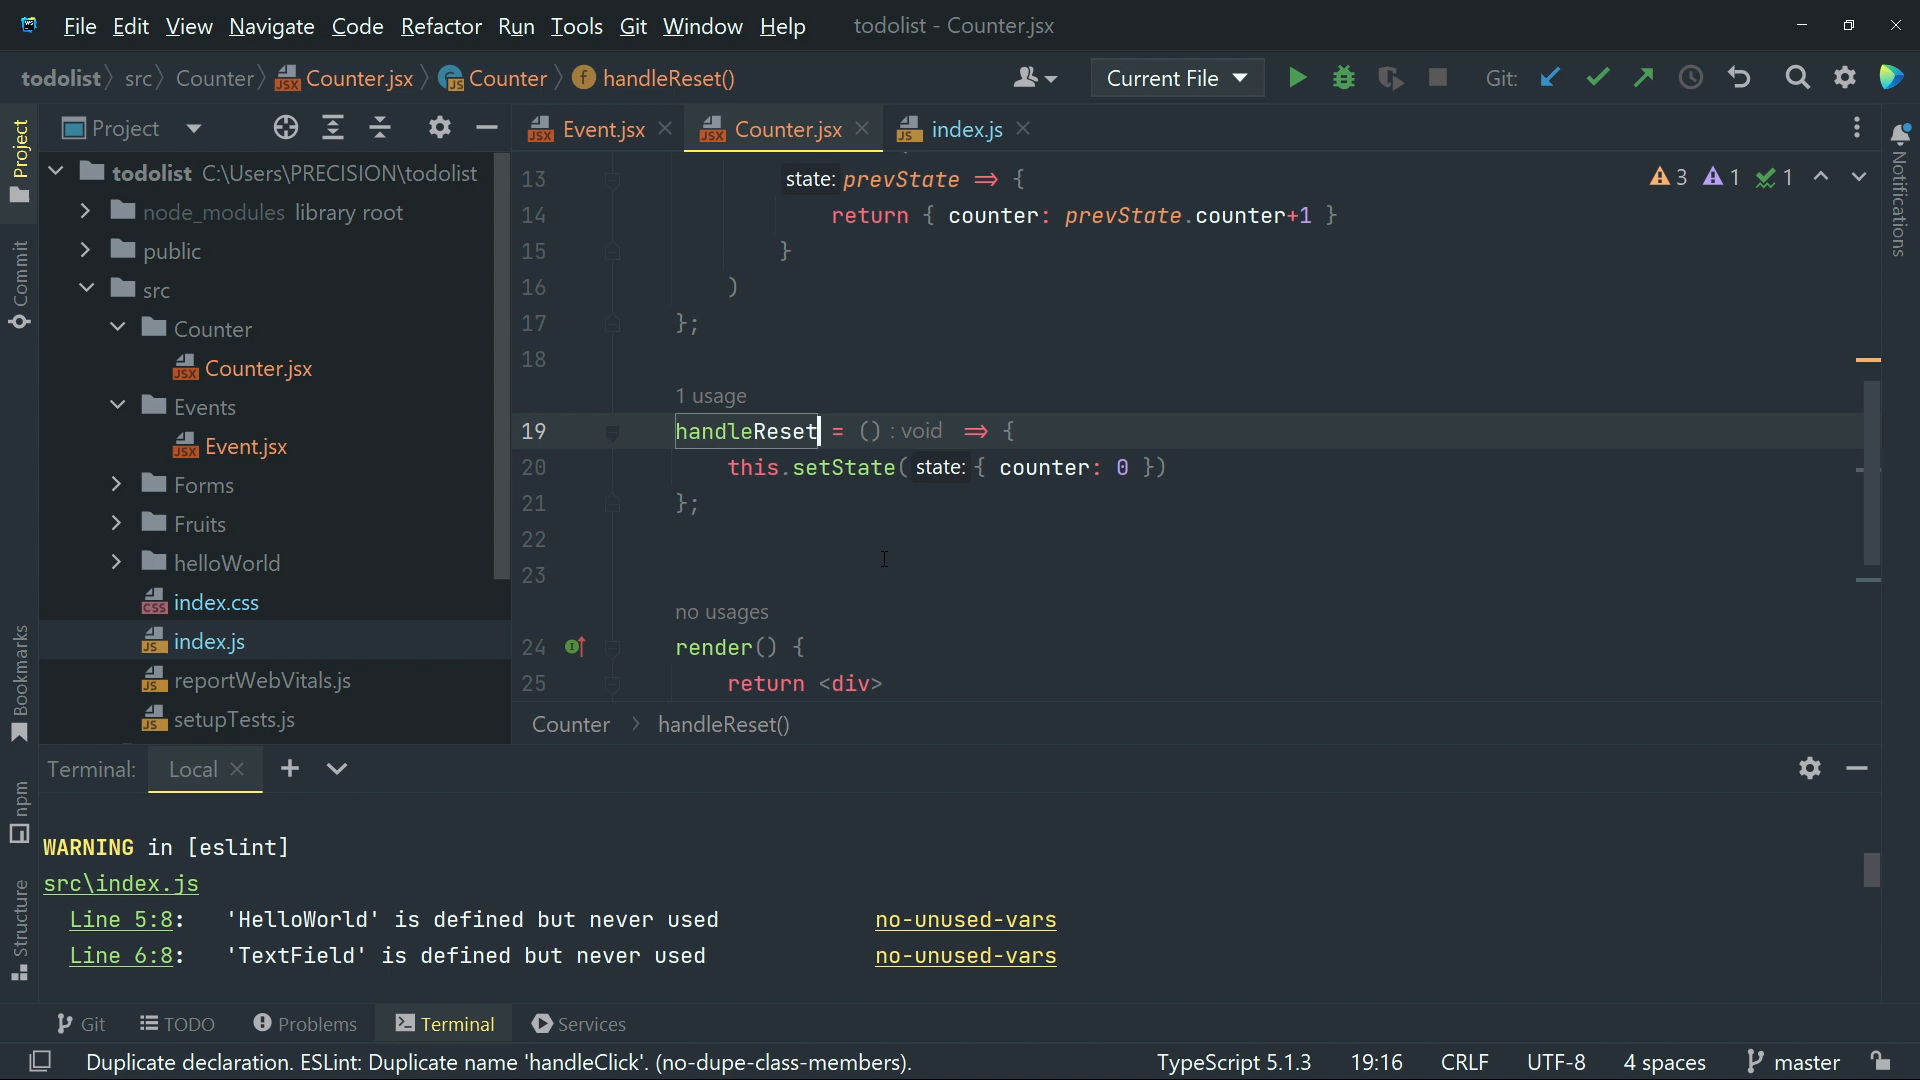 File Edit View Navigate Code Refactor Run Tools Git Window Help todolist - Counter.jsx
todolist src Counter Counter.jsx Counter handleReset() Current File Git:
Project
Event.jsx Counter.jsx index.js
Project
Commit
Bookmarks
npm
Structure
Notifications
todolist C:\Users\PRECISION\todolist
node_modules library root
public
src
Counter
Counter.jsx
Events
Event.jsx
Forms
Fruits
helloWorld
index.css
index.js
reportWebVitals.js
setupTests.js
3 1 1
13 state: prevState => {
14 return { counter: prevState.counter+1 }
15 }
16 )
17 };
18
1 usage
19 handleReset = () : void => {
20 this.setState( state: { counter: 0 })
21 };
22
23
no usages
24 render() {
25 return <div>
Counter handleReset()
Terminal: Local
WARNING in [eslint]
src\index.js
Line 5:8: 'HelloWorld' is defined but never used no-unused-vars
Line 6:8: 'TextField' is defined but never used no-unused-vars
Git TODO Problems Terminal Services
Duplicate declaration. ESLint: Duplicate name 'handleClick'. (no-dupe-class-members). TypeScript 5.1.3 19:16 CRLF UTF-8 4 spaces master